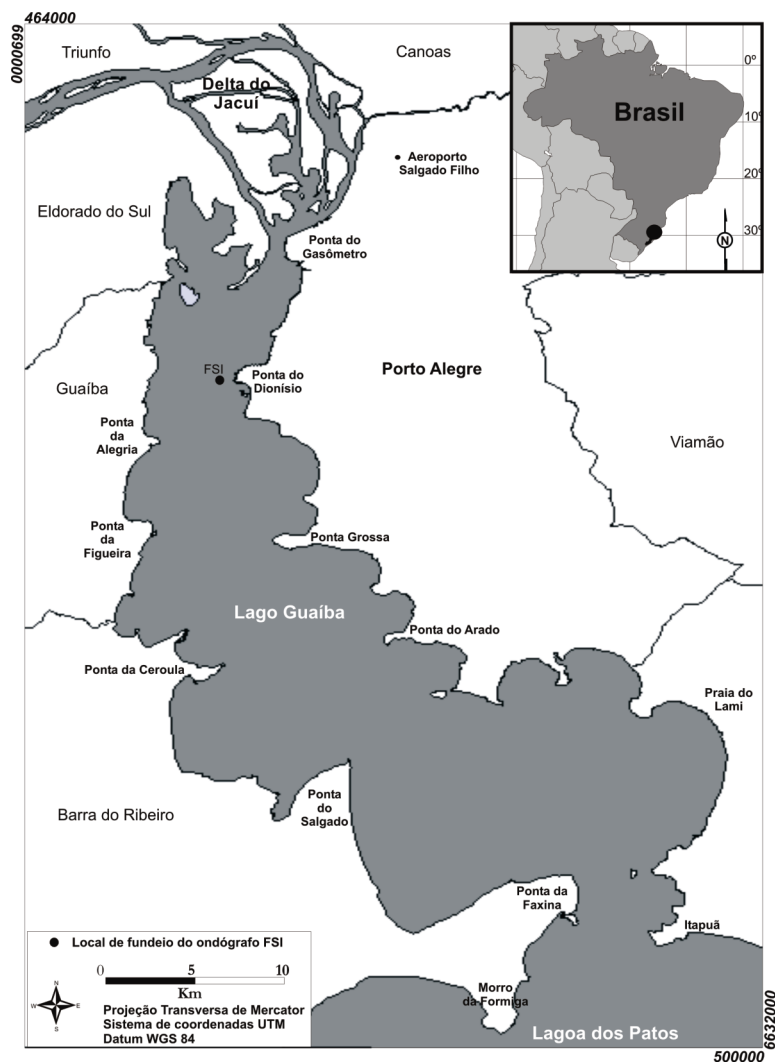 464000
0000699
Triunfo
Canoas
Delta do
Jacuí
Aeroporto
Salgado Filho
Brasil
0º
10º
20º
30º
N
Eldorado do Sul
Ponta do
Gasômetro
FSI
Ponta do
Dionísio
Porto Alegre
Guaíba
Ponta
da
Alegria
Viamão
Ponta
da
Figueira
Ponta Grossa
Lago Guaíba
Ponta do Arado
Ponta da Ceroula
Praia do
Lami
Barra do Ribeiro
Ponta
do
Salgado
Ponta da
Faxina
Itapuã
Morro
da Formiga
Lagoa dos Patos
Local de fundeio do ondógrafo FSI
0 5 10
Km
N
W E
S
Projeção Transversa de Mercator
Sistema de coordenadas UTM
Datum WGS 84
500000
6632000